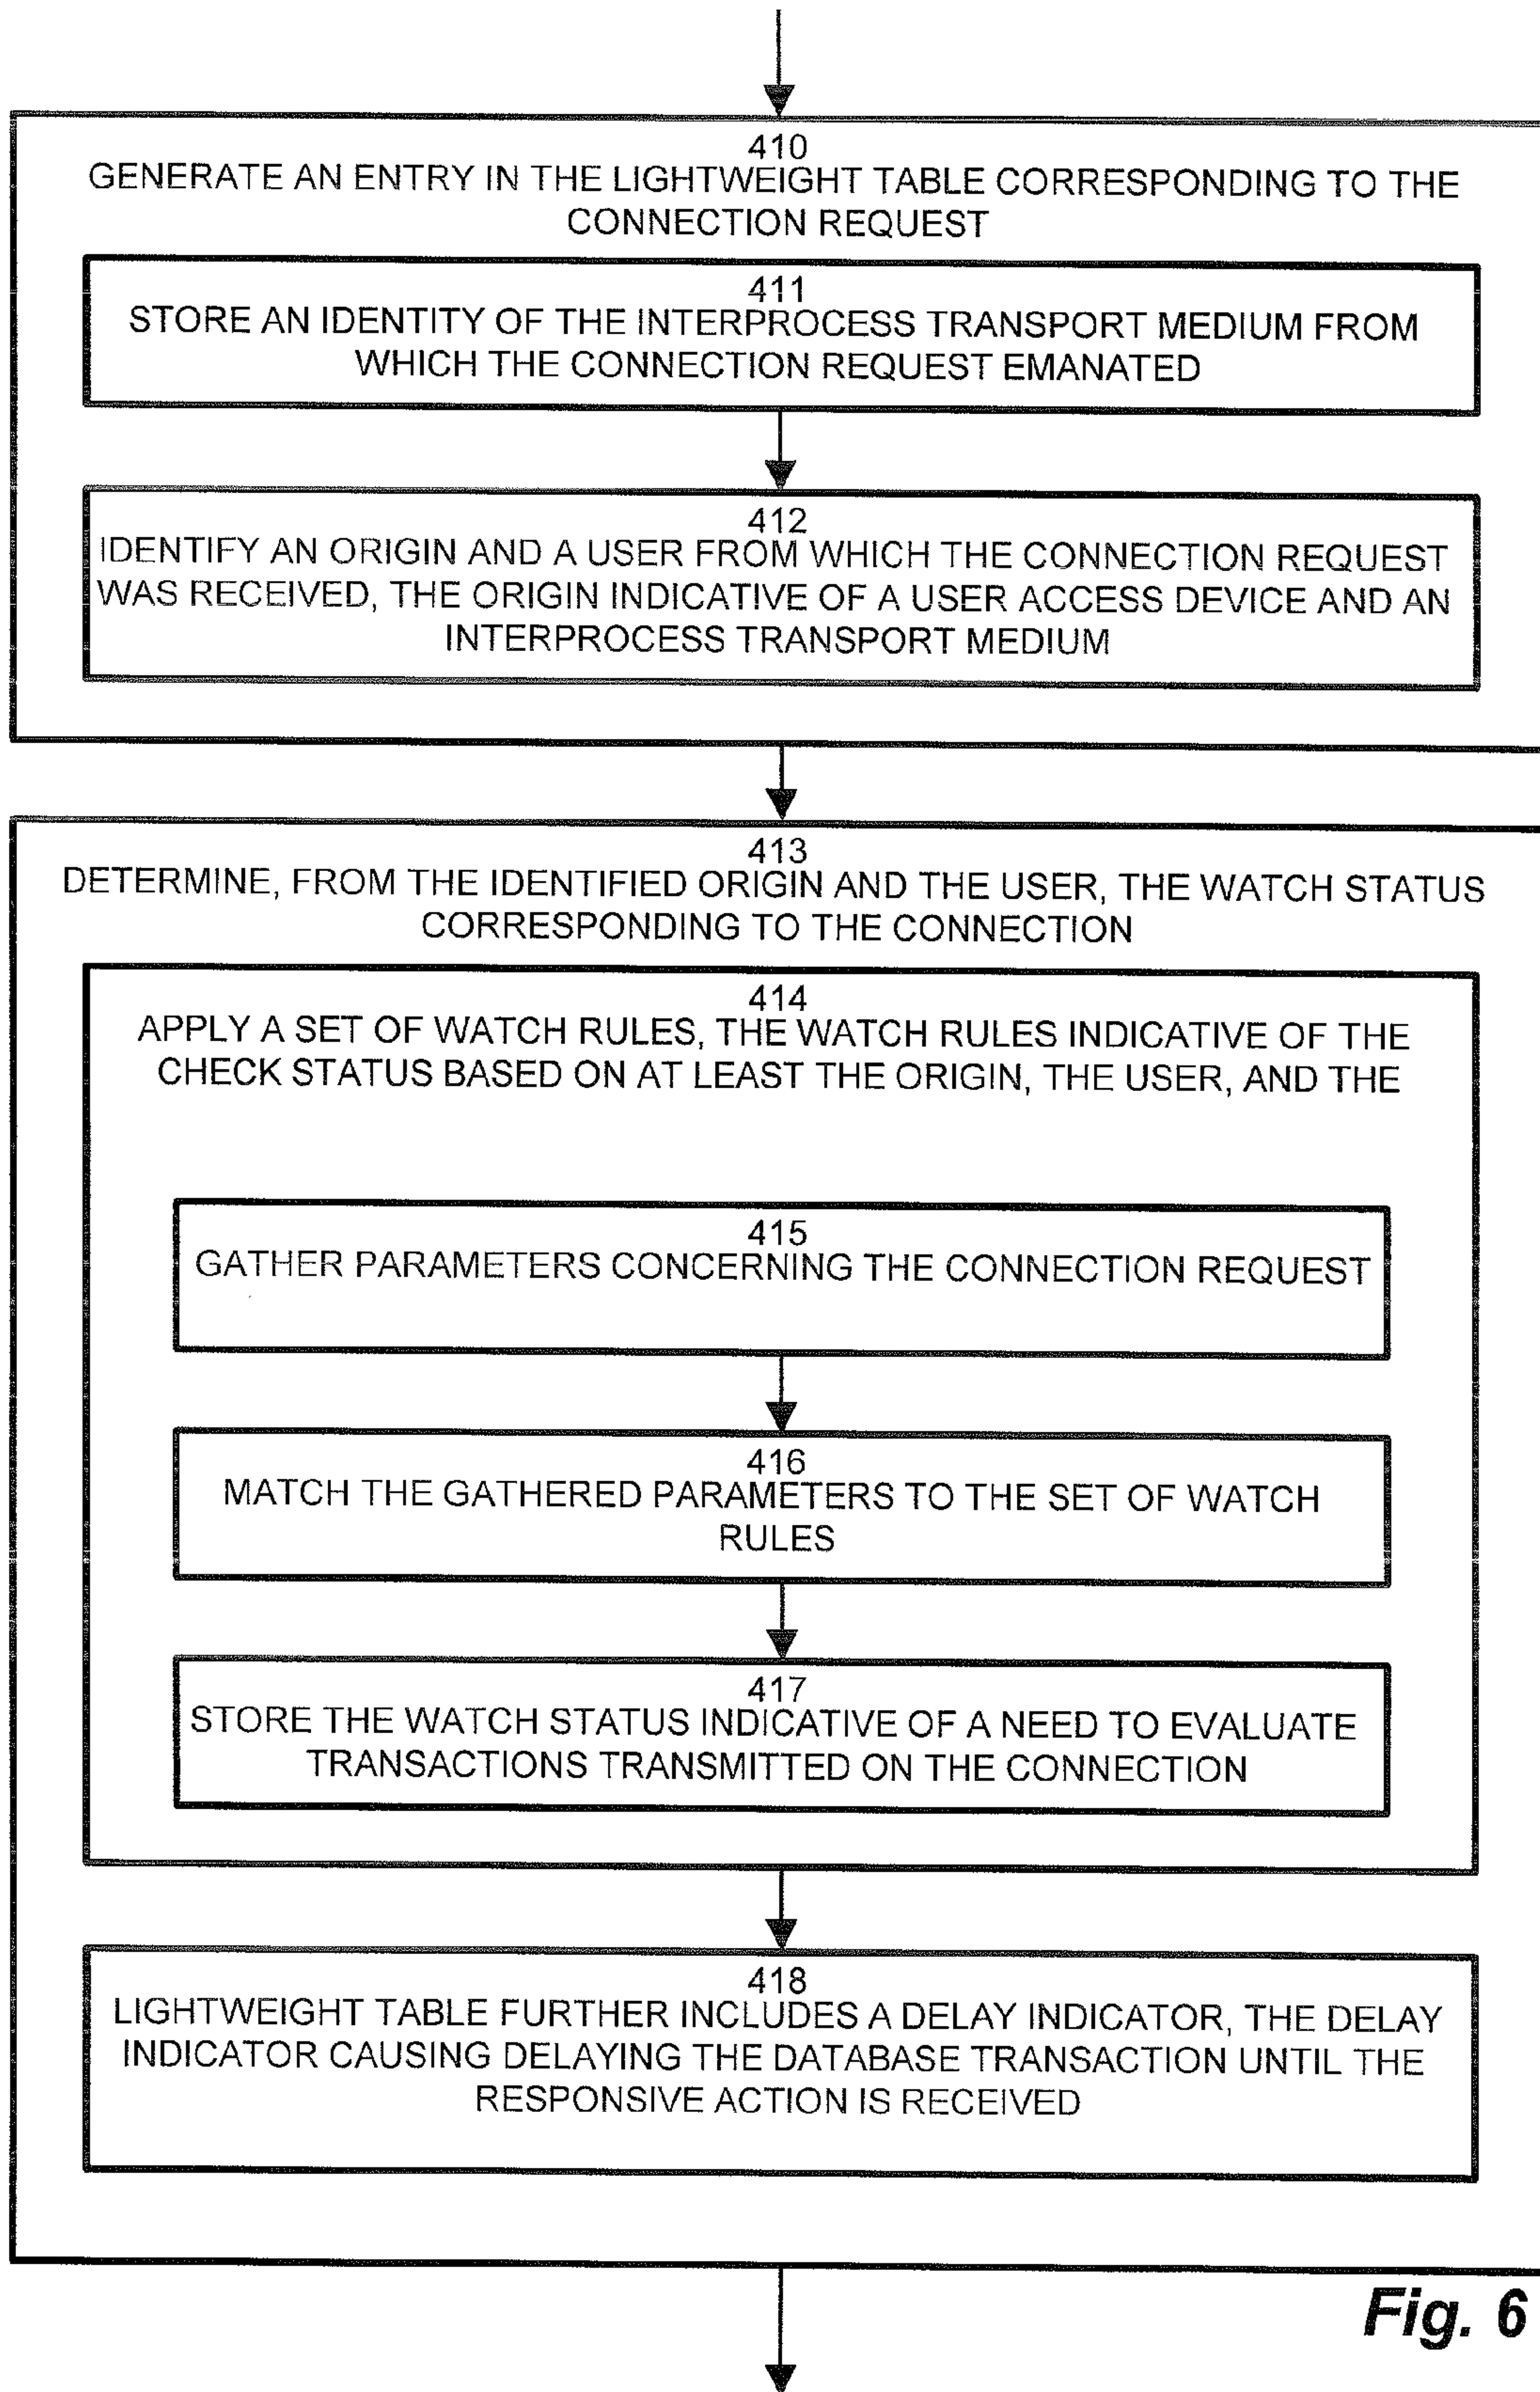 410
GENERATE AN ENTRY IN THE LIGHTWEIGHT TABLE CORRESPONDING TO THE
CONNECTION REQUEST
411
STORE AN IDENTITY OF THE INTERPROCESS TRANSPORT MEDIUM FROM
WHICH THE CONNECTION REQUEST EMANATED
412
IDENTIFY AN ORIGIN AND A USER FROM WHICH THE CONNECTION REQUEST
WAS RECEIVED, THE ORIGIN INDICATIVE OF A USER ACCESS DEVICE AND AN
INTERPROCESS TRANSPORT MEDIUM
413
DETERMINE, FROM THE IDENTIFIED ORIGIN AND THE USER, THE WATCH STATUS
CORRESPONDING TO THE CONNECTION
414
APPLY A SET OF WATCH RULES, THE WATCH RULES INDICATIVE OF THE
CHECK STATUS BASED ON AT LEAST THE ORIGIN, THE USER, AND THE
415
GATHER PARAMETERS CONCERNING THE CONNECTION REQUEST
416
MATCH THE GATHERED PARAMETERS TO THE SET OF WATCH
RULES
417
STORE THE WATCH STATUS INDICATIVE OF A NEED TO EVALUATE
TRANSACTIONS TRANSMITTED ON THE CONNECTION
418
LIGHTWEIGHT TABLE FURTHER INCLUDES A DELAY INDICATOR, THE DELAY
INDICATOR CAUSING DELAYING THE DATABASE TRANSACTION UNTIL THE
RESPONSIVE ACTION IS RECEIVED
Fig. 6